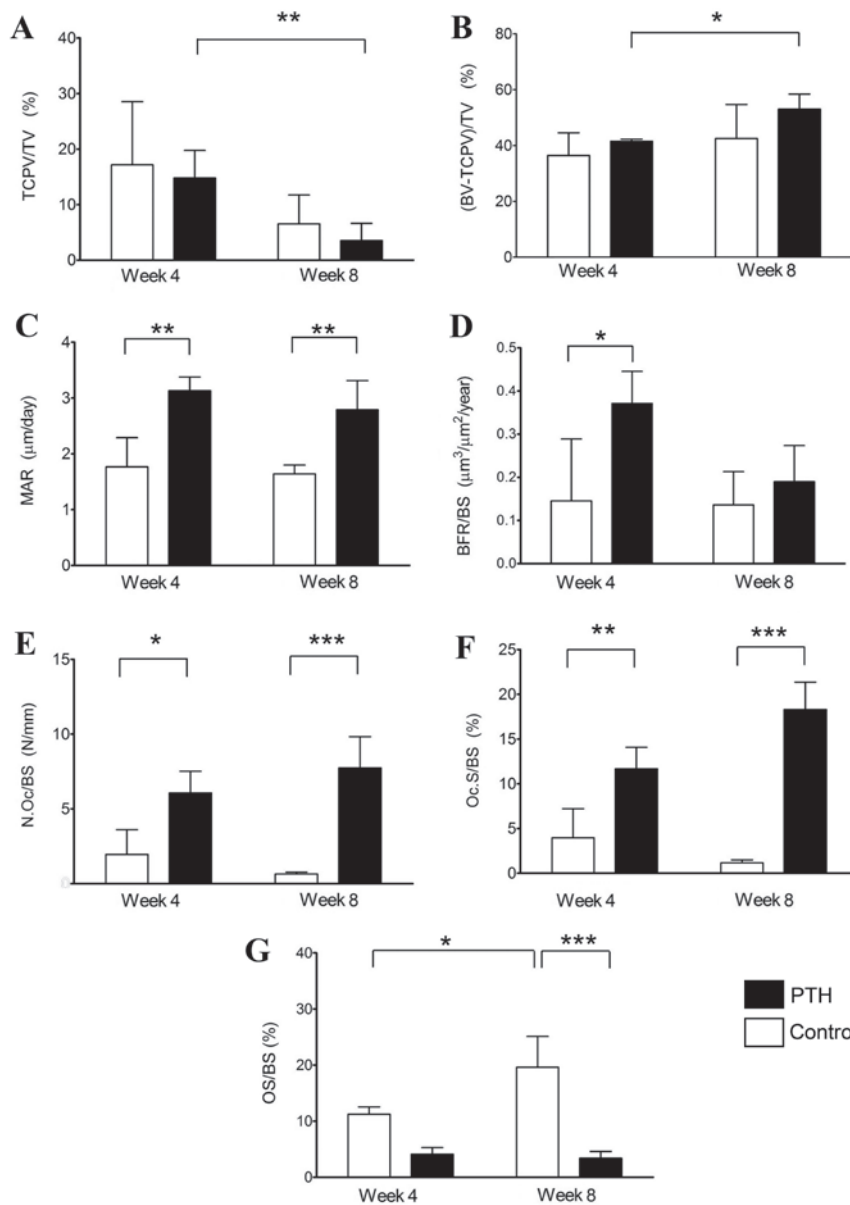 A
**
TCPV/TV (%)
40
30
20
10
0
Week 4 Week 8
B
*
(BV-TCPV)/TV (%)
80
60
40
20
0
Week 4 Week 8
C
** **
MAR (µm/day)
4
3
2
1
0
Week 4 Week 8
D
*
BFR/BS (µm³/µm²/year)
0.5
0.4
0.3
0.2
0.1
0.0
Week 4 Week 8
E
* ***
N.Oc/BS (N/mm)
15
10
5
0
Week 4 Week 8
F
** ***
Oc.S/BS (%)
25
20
15
10
5
0
Week 4 Week 8
G
* ***
OS/BS (%)
40
30
20
10
0
Week 4 Week 8
PTH
Contro